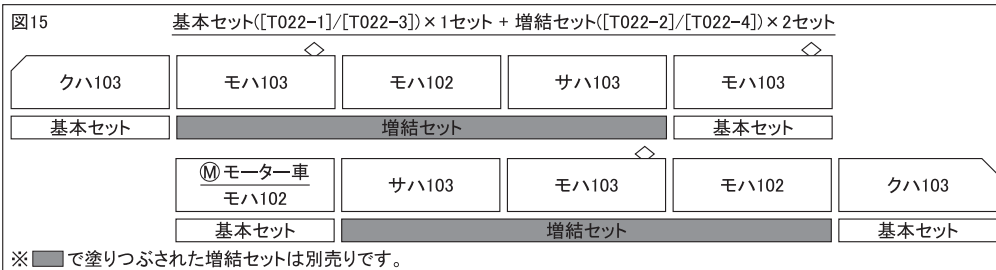 図15 基本セット([T022-1]/[T022-3])×1セット + 増結セット([T022-2]/[T022-4])×2セット
クハ103 モハ103 モハ102 サハ103 モハ103
基本セット 増結セット 基本セット
Ⓜモーター車
モハ102 サハ103 モハ103 モハ102 クハ103
基本セット 増結セット 基本セット
※ で塗りつぶされた増結セットは別売りです。